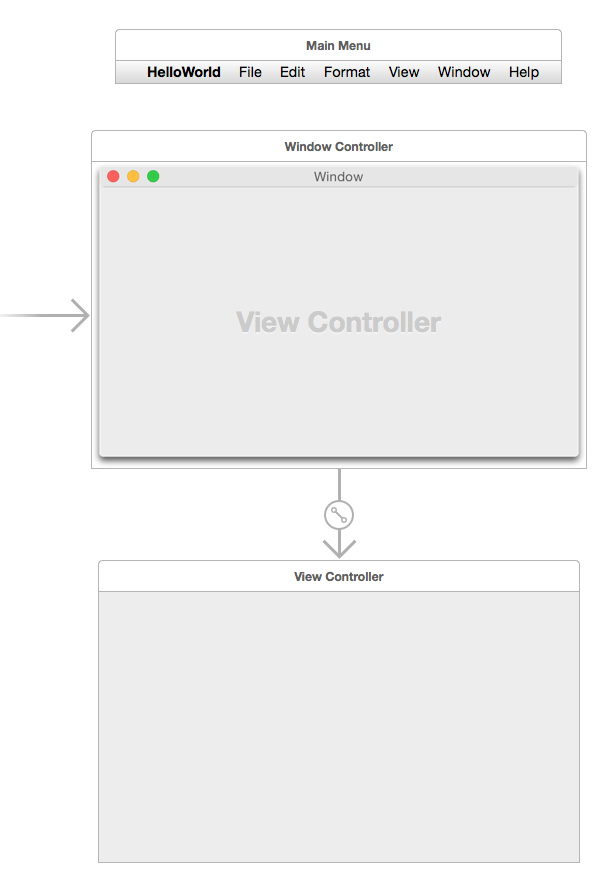 Main Menu
HelloWorld File Edit Format View Window Help
Window Controller
Window
View Controller
View Controller